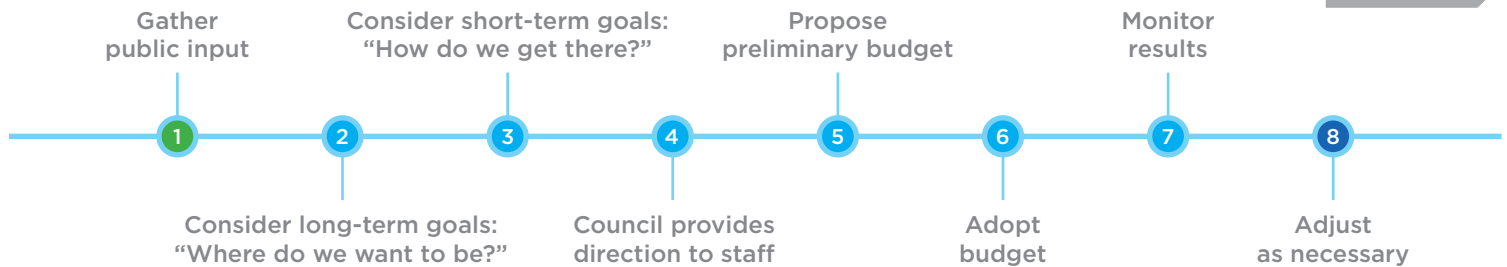 Gather
public input
Consider short-term goals:
“How do we get there?”
Propose
preliminary budget
Monitor
results
1
2
3
4
5
6
7
8
Consider long-term goals:
“Where do we want to be?”
Council provides
direction to staff
Adopt
budget
Adjust
as necessary